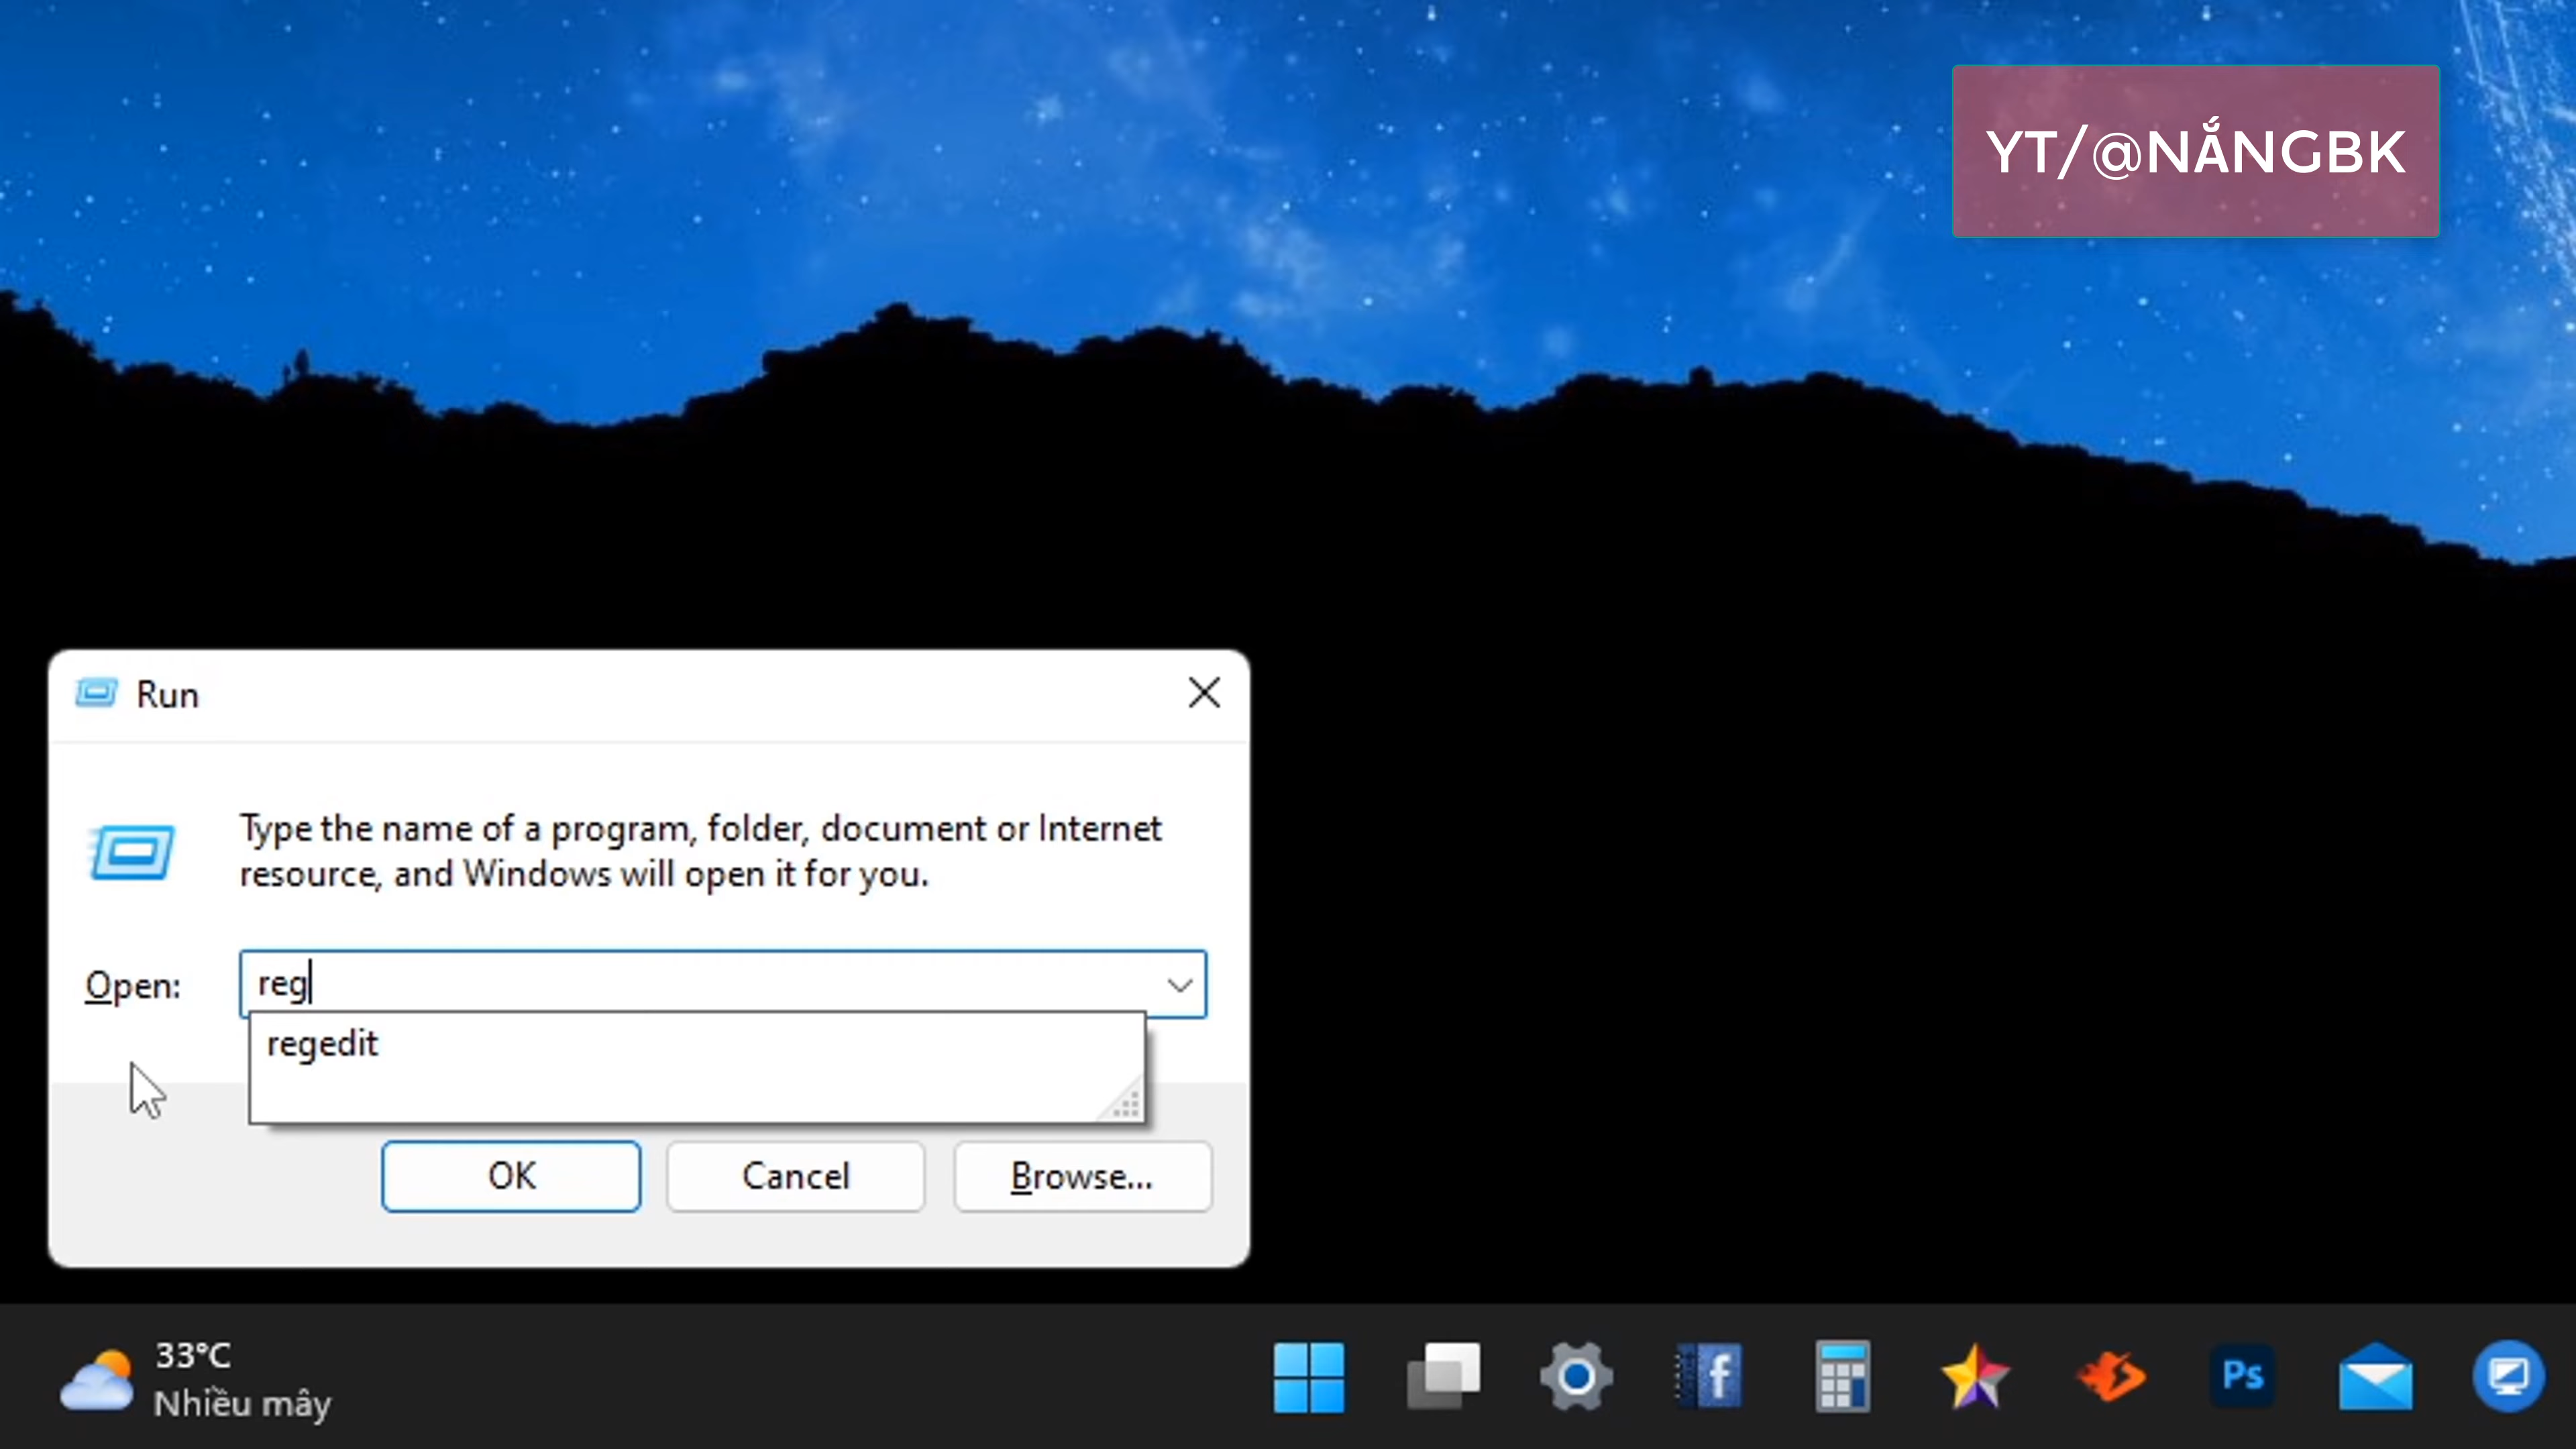 YT/@NẮNGBK
Run
Type the name of a program, folder, document or Internet
resource, and Windows will open it for you.
Open:
reg
regedit
OK
Cancel
Browse...
33°C
Nhiều mây
f
Ps